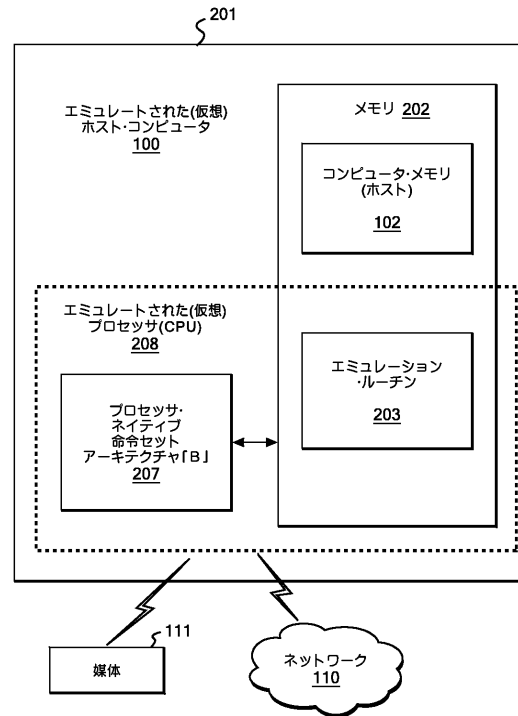 201
エミュレートされた(仮想)
ホスト・コンピュータ
100
メモリ 202
コンピュータ・メモリ
(ホスト)
102
エミュレートされた(仮想)
プロセッサ(CPU)
208
エミュレーション
・ルーチン
203
プロセッサ・
ネイティブ
命令セット
アーキテクチャ「B」
207
111
媒体
ネットワーク
110